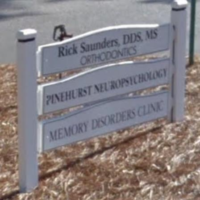 Rick Saunders, DDS, MS
ORTHODONTICS
PINEHURST NEUROPSYCHOLOGY
MEMORY DISORDERS CLINIC